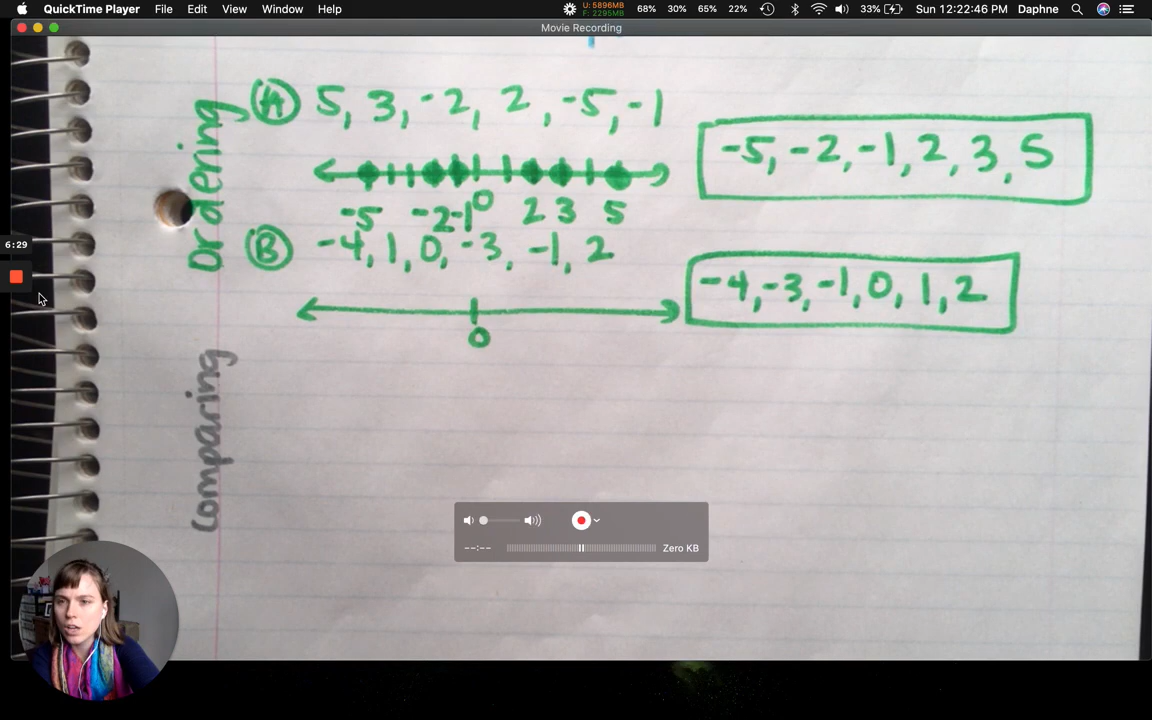 QuickTime Player File Edit View Window Help U: 5896MB F: 2295MB 68% 30% 65% 22% 33% Sun 12:22:46 PM Daphne
Movie Recording
Ordering
A 5, 3, -2, 2, -5, -1
-5 -2 -1 0 2 3 5
-5, -2, -1, 2, 3, 5
B -4, 1, 0, -3, -1, 2
0
-4, -3, -1, 0, 1, 2
6:29
Comparing
--:-- Zero KB